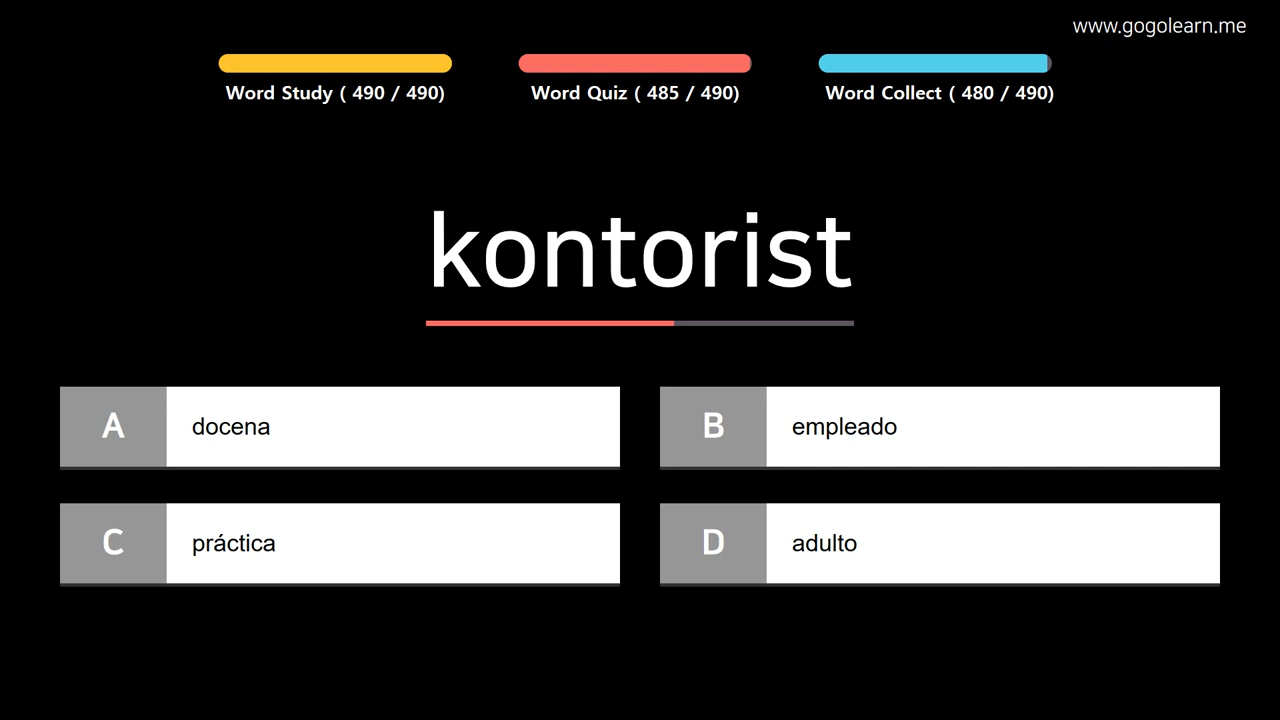 www.gogolearn.me
Word Study ( 490 / 490)
Word Quiz ( 485 / 490)
Word Collect ( 480 / 490)
kontorist
A docena
B empleado
C práctica
D adulto